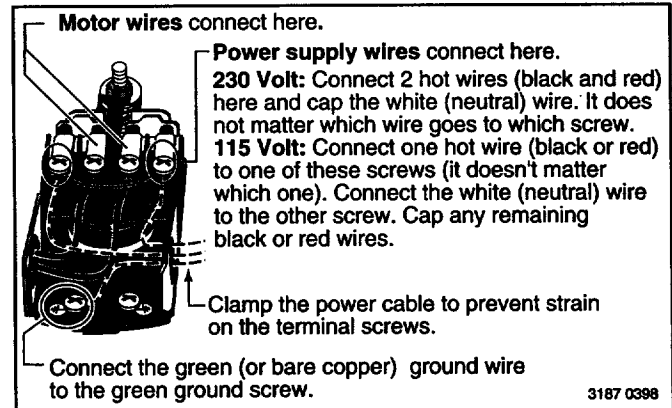 Motor wires connect here.
Power supply wires connect here.
230 Volt: Connect 2 hot wires (black and red)
here and cap the white (neutral) wire. It does
not matter which wire goes to which screw.
115 Volt: Connect one hot wire (black or red)
to one of these screws (it doesn't matter
which one). Connect the white (neutral) wire
to the other screw. Cap any remaining
black or red wires.
Clamp the power cable to prevent strain
on the terminal screws.
Connect the green (or bare copper) ground wire
to the green ground screw.
3187 0398